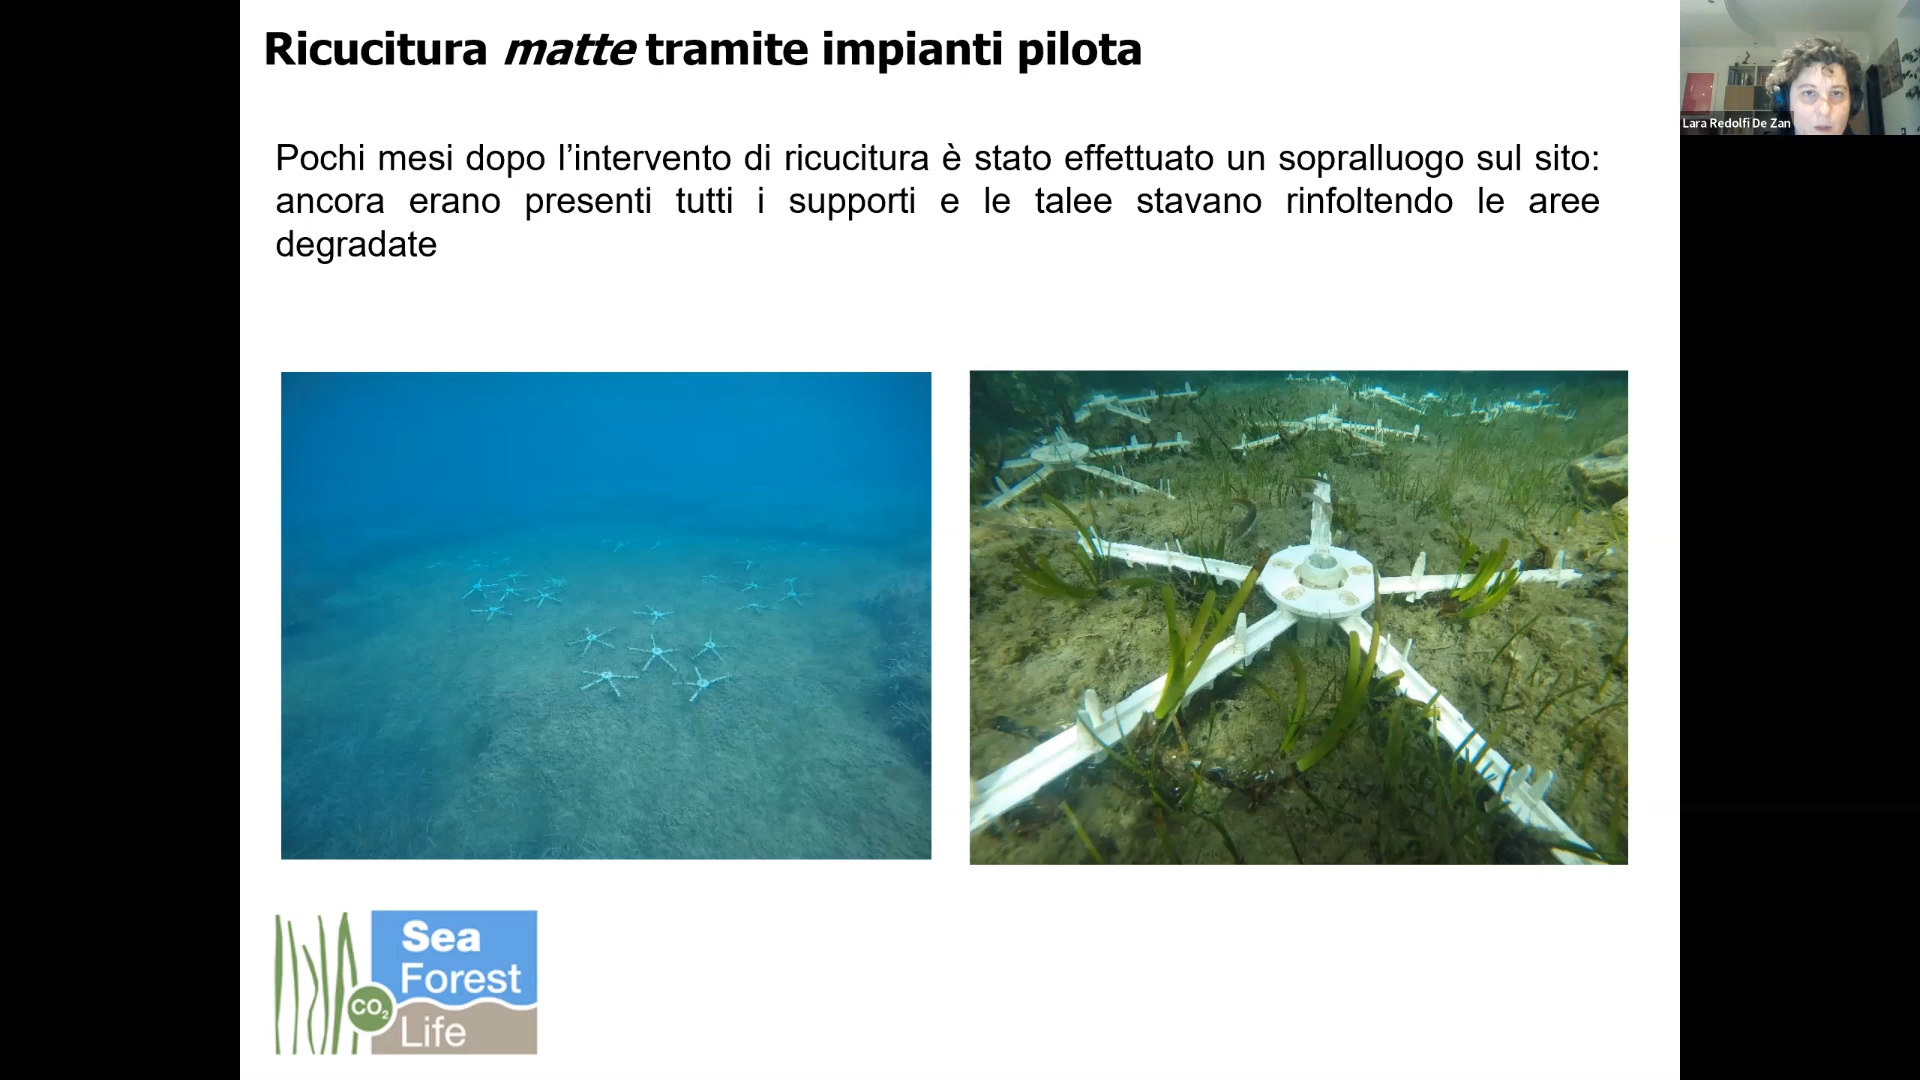 Ricucitura matte tramite impianti pilota
Lara Redolfi De Zan
Pochi mesi dopo l’intervento di ricucitura è stato effettuato un sopralluogo sul sito:
ancora erano presenti tutti i supporti e le talee stavano rinfoltendo le aree
degradate
Sea
Forest
CO₂
Life